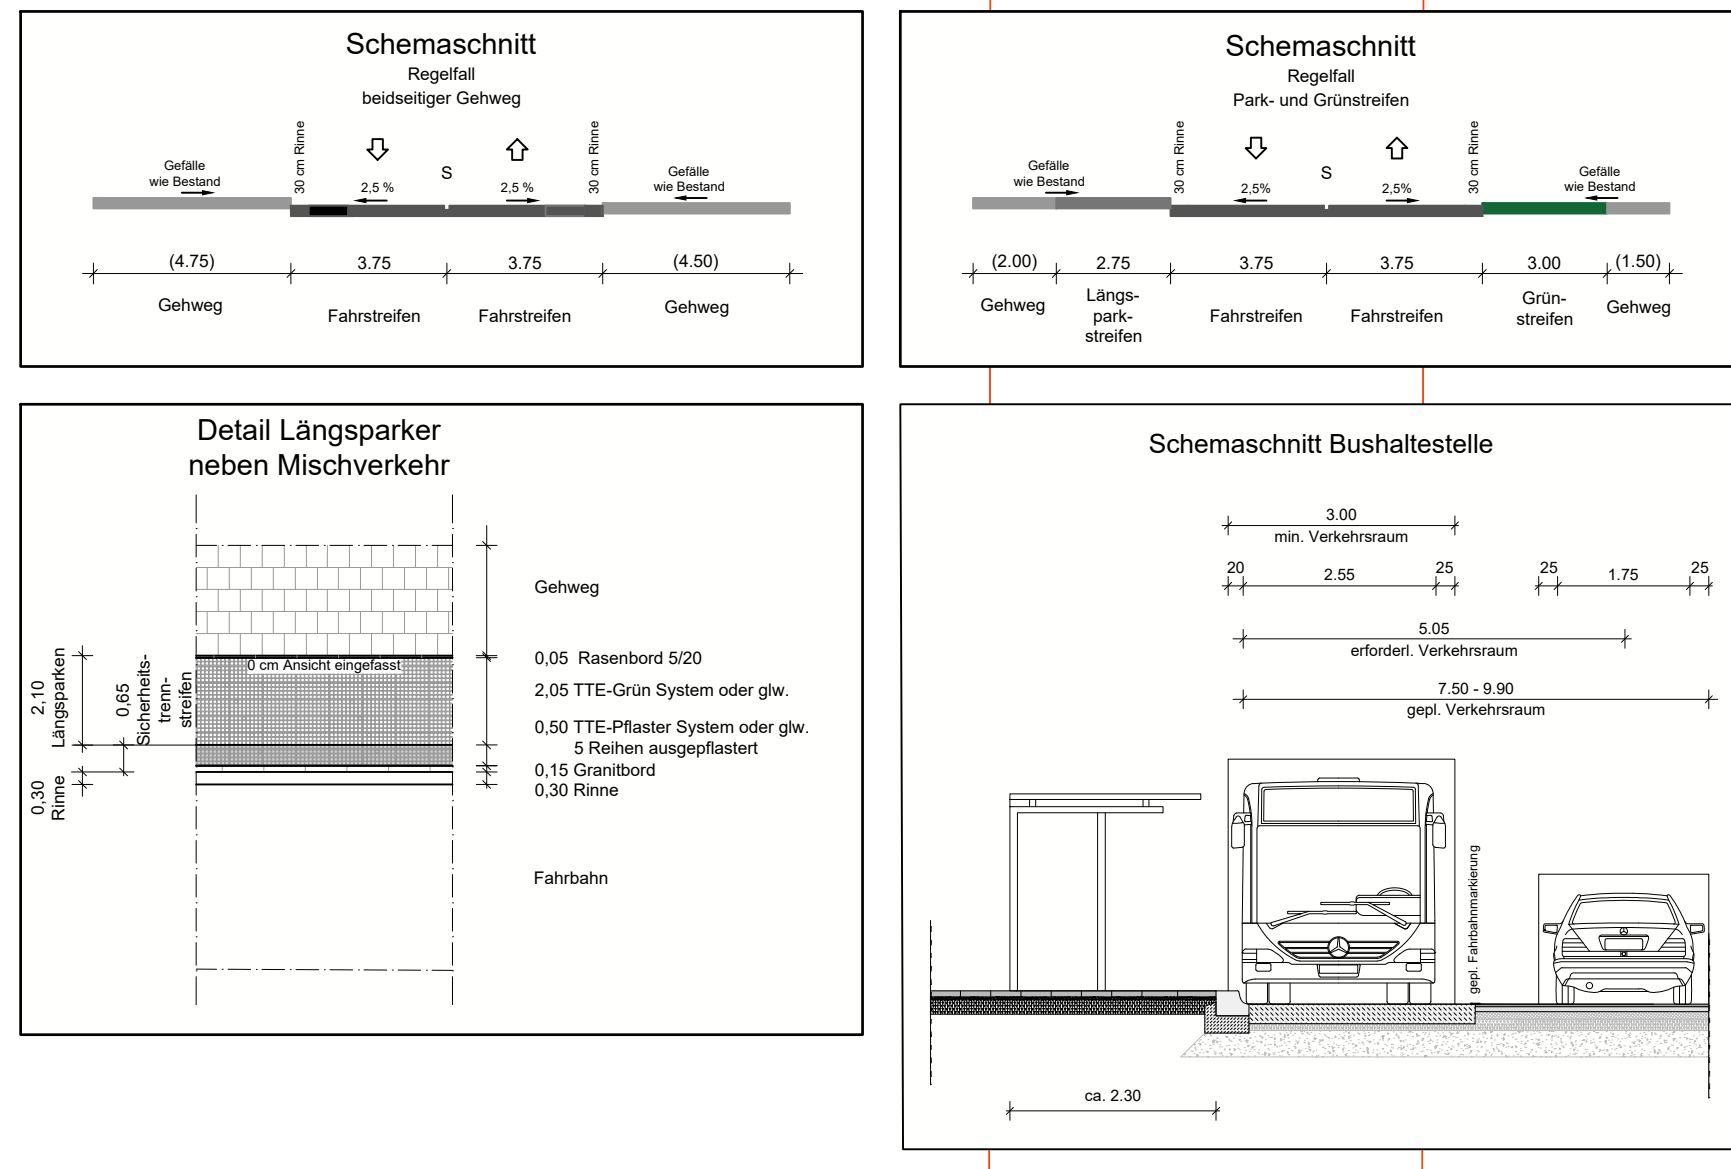 Schemaschnitt
Regelfall
beidseitiger Gehweg
30 cm Rinne
30 cm Rinne
Gefälle
wie Bestand
S
2,5 %
2,5 %
Gefälle
wie Bestand
(4.75)
3.75
3.75
(4.50)
Gehweg
Fahrstreifen
Fahrstreifen
Gehweg
Schemaschnitt
Regelfall
Park- und Grünstreifen
30 cm Rinne
30 cm Rinne
Gefälle
wie Bestand
S
2,5%
2,5%
Gefälle
wie Bestand
(2.00)
2.75
3.75
3.75
3.00
(1.50)
Gehweg
Längs-
park-
streifen
Fahrstreifen
Fahrstreifen
Grün-
streifen
Gehweg
Detail Längsparker
neben Mischverkehr
Gehweg
0 cm Ansicht eingefasst
2,10
Längsparken
0,65
Sicherheits-
trenn-
streifen
0,30
Rinne
0,05 Rasenbord 5/20
2,05 TTE-Grün System oder glw.
0,50 TTE-Pflaster System oder glw.
5 Reihen ausgepflastert
0,15 Granitbord
0,30 Rinne
Fahrbahn
Schemaschnitt Bushaltestelle
3.00
min. Verkehrsraum
20
2.55
25
25
1.75
25
5.05
erforderl. Verkehrsraum
7.50 - 9.90
gepl. Verkehrsraum
gepl. Fahrbahnmarkierung
ca. 2.30